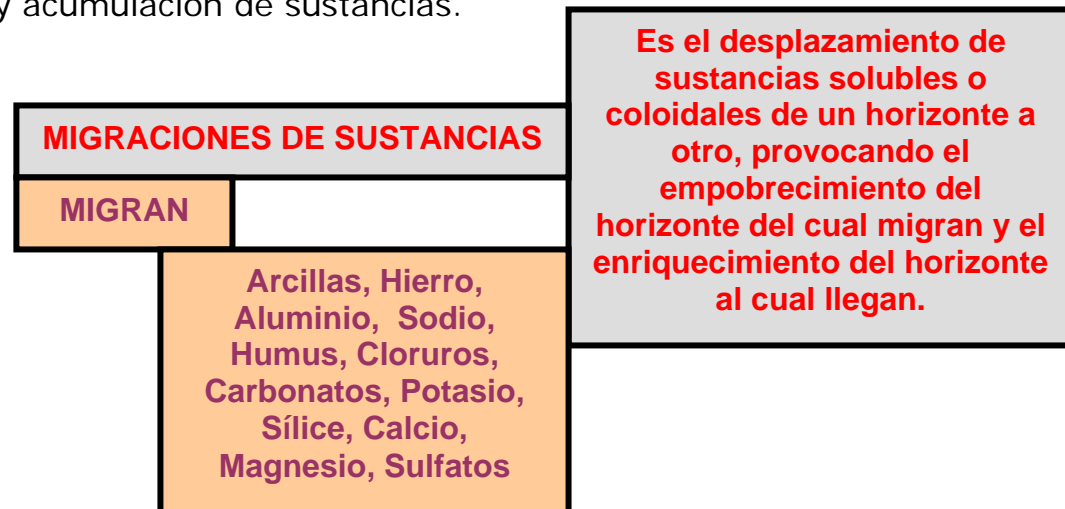 y acumulación de sustancias.
MIGRACIONES DE SUSTANCIAS
MIGRAN
Arcillas, Hierro,
Aluminio, Sodio,
Humus, Cloruros,
Carbonatos, Potasio,
Sílice, Calcio,
Magnesio, Sulfatos
Es el desplazamiento de
sustancias solubles o
coloidales de un horizonte a
otro, provocando el
empobrecimiento del
horizonte del cual migran y el
enriquecimiento del horizonte
al cual llegan.